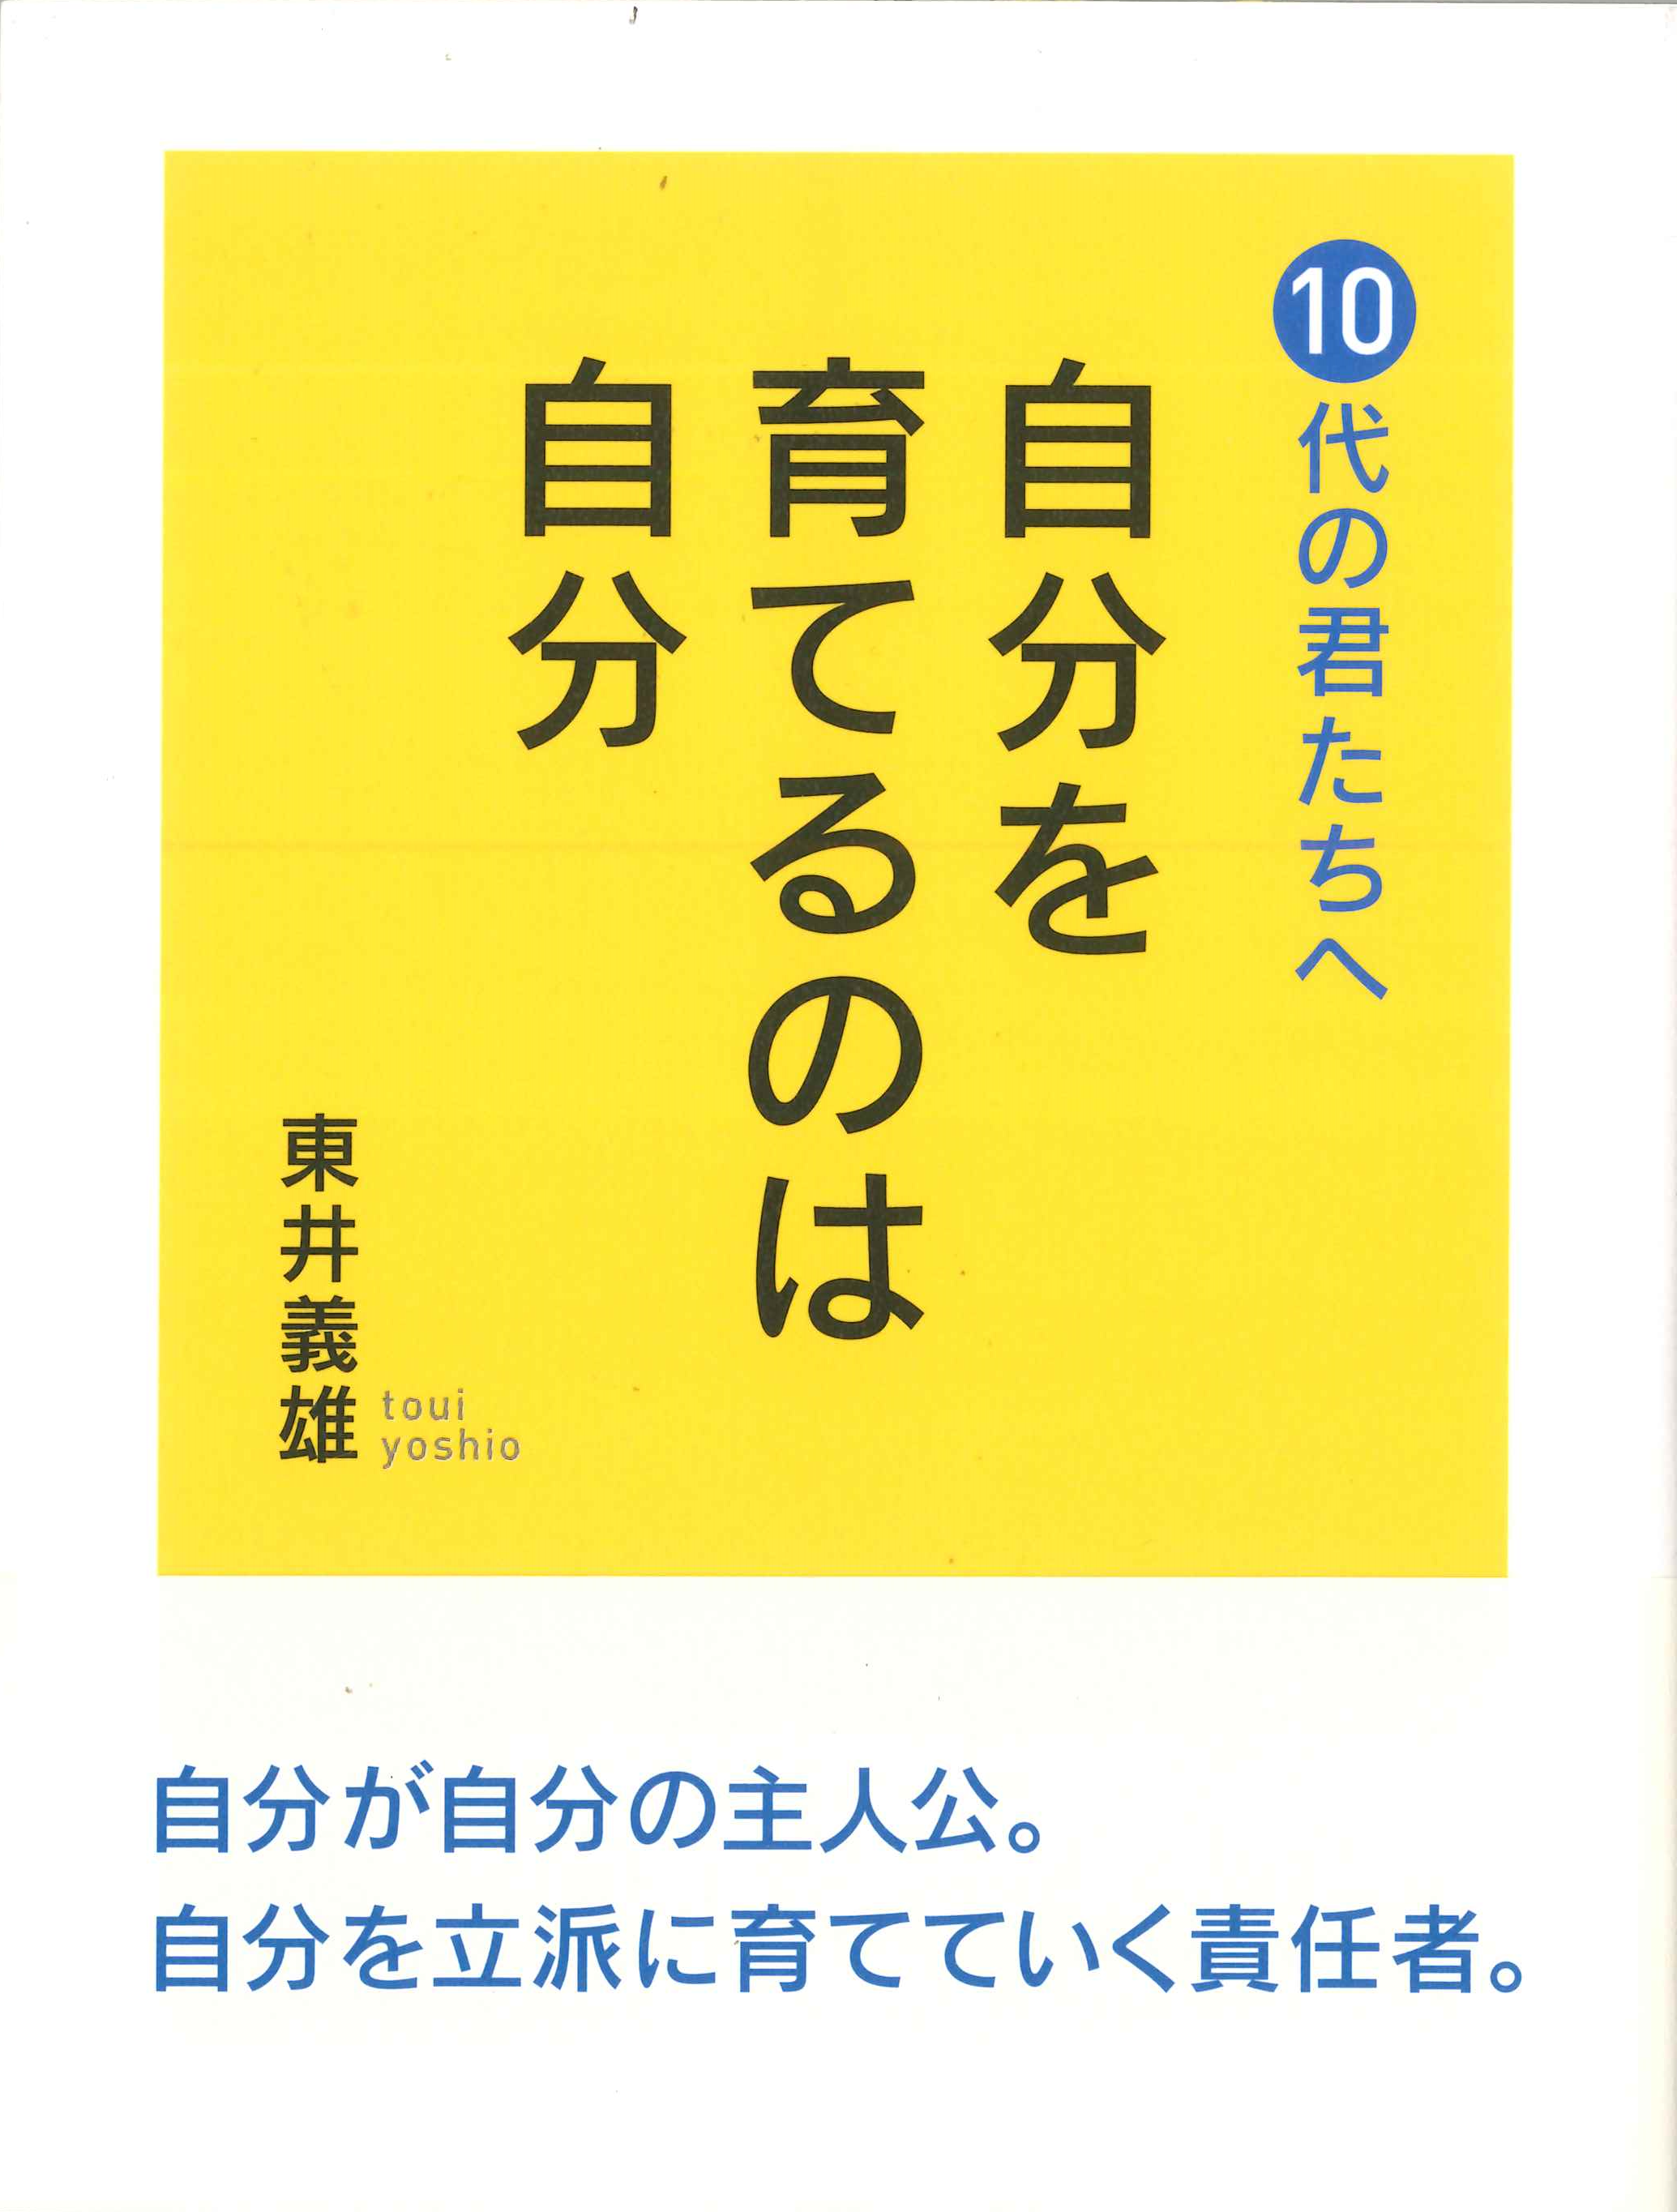 10代の君たちへ
自分を
育てるのは
自分
東井義雄
toui
yoshio
自分が自分の主人公。
自分を立派に育てていく責任者。